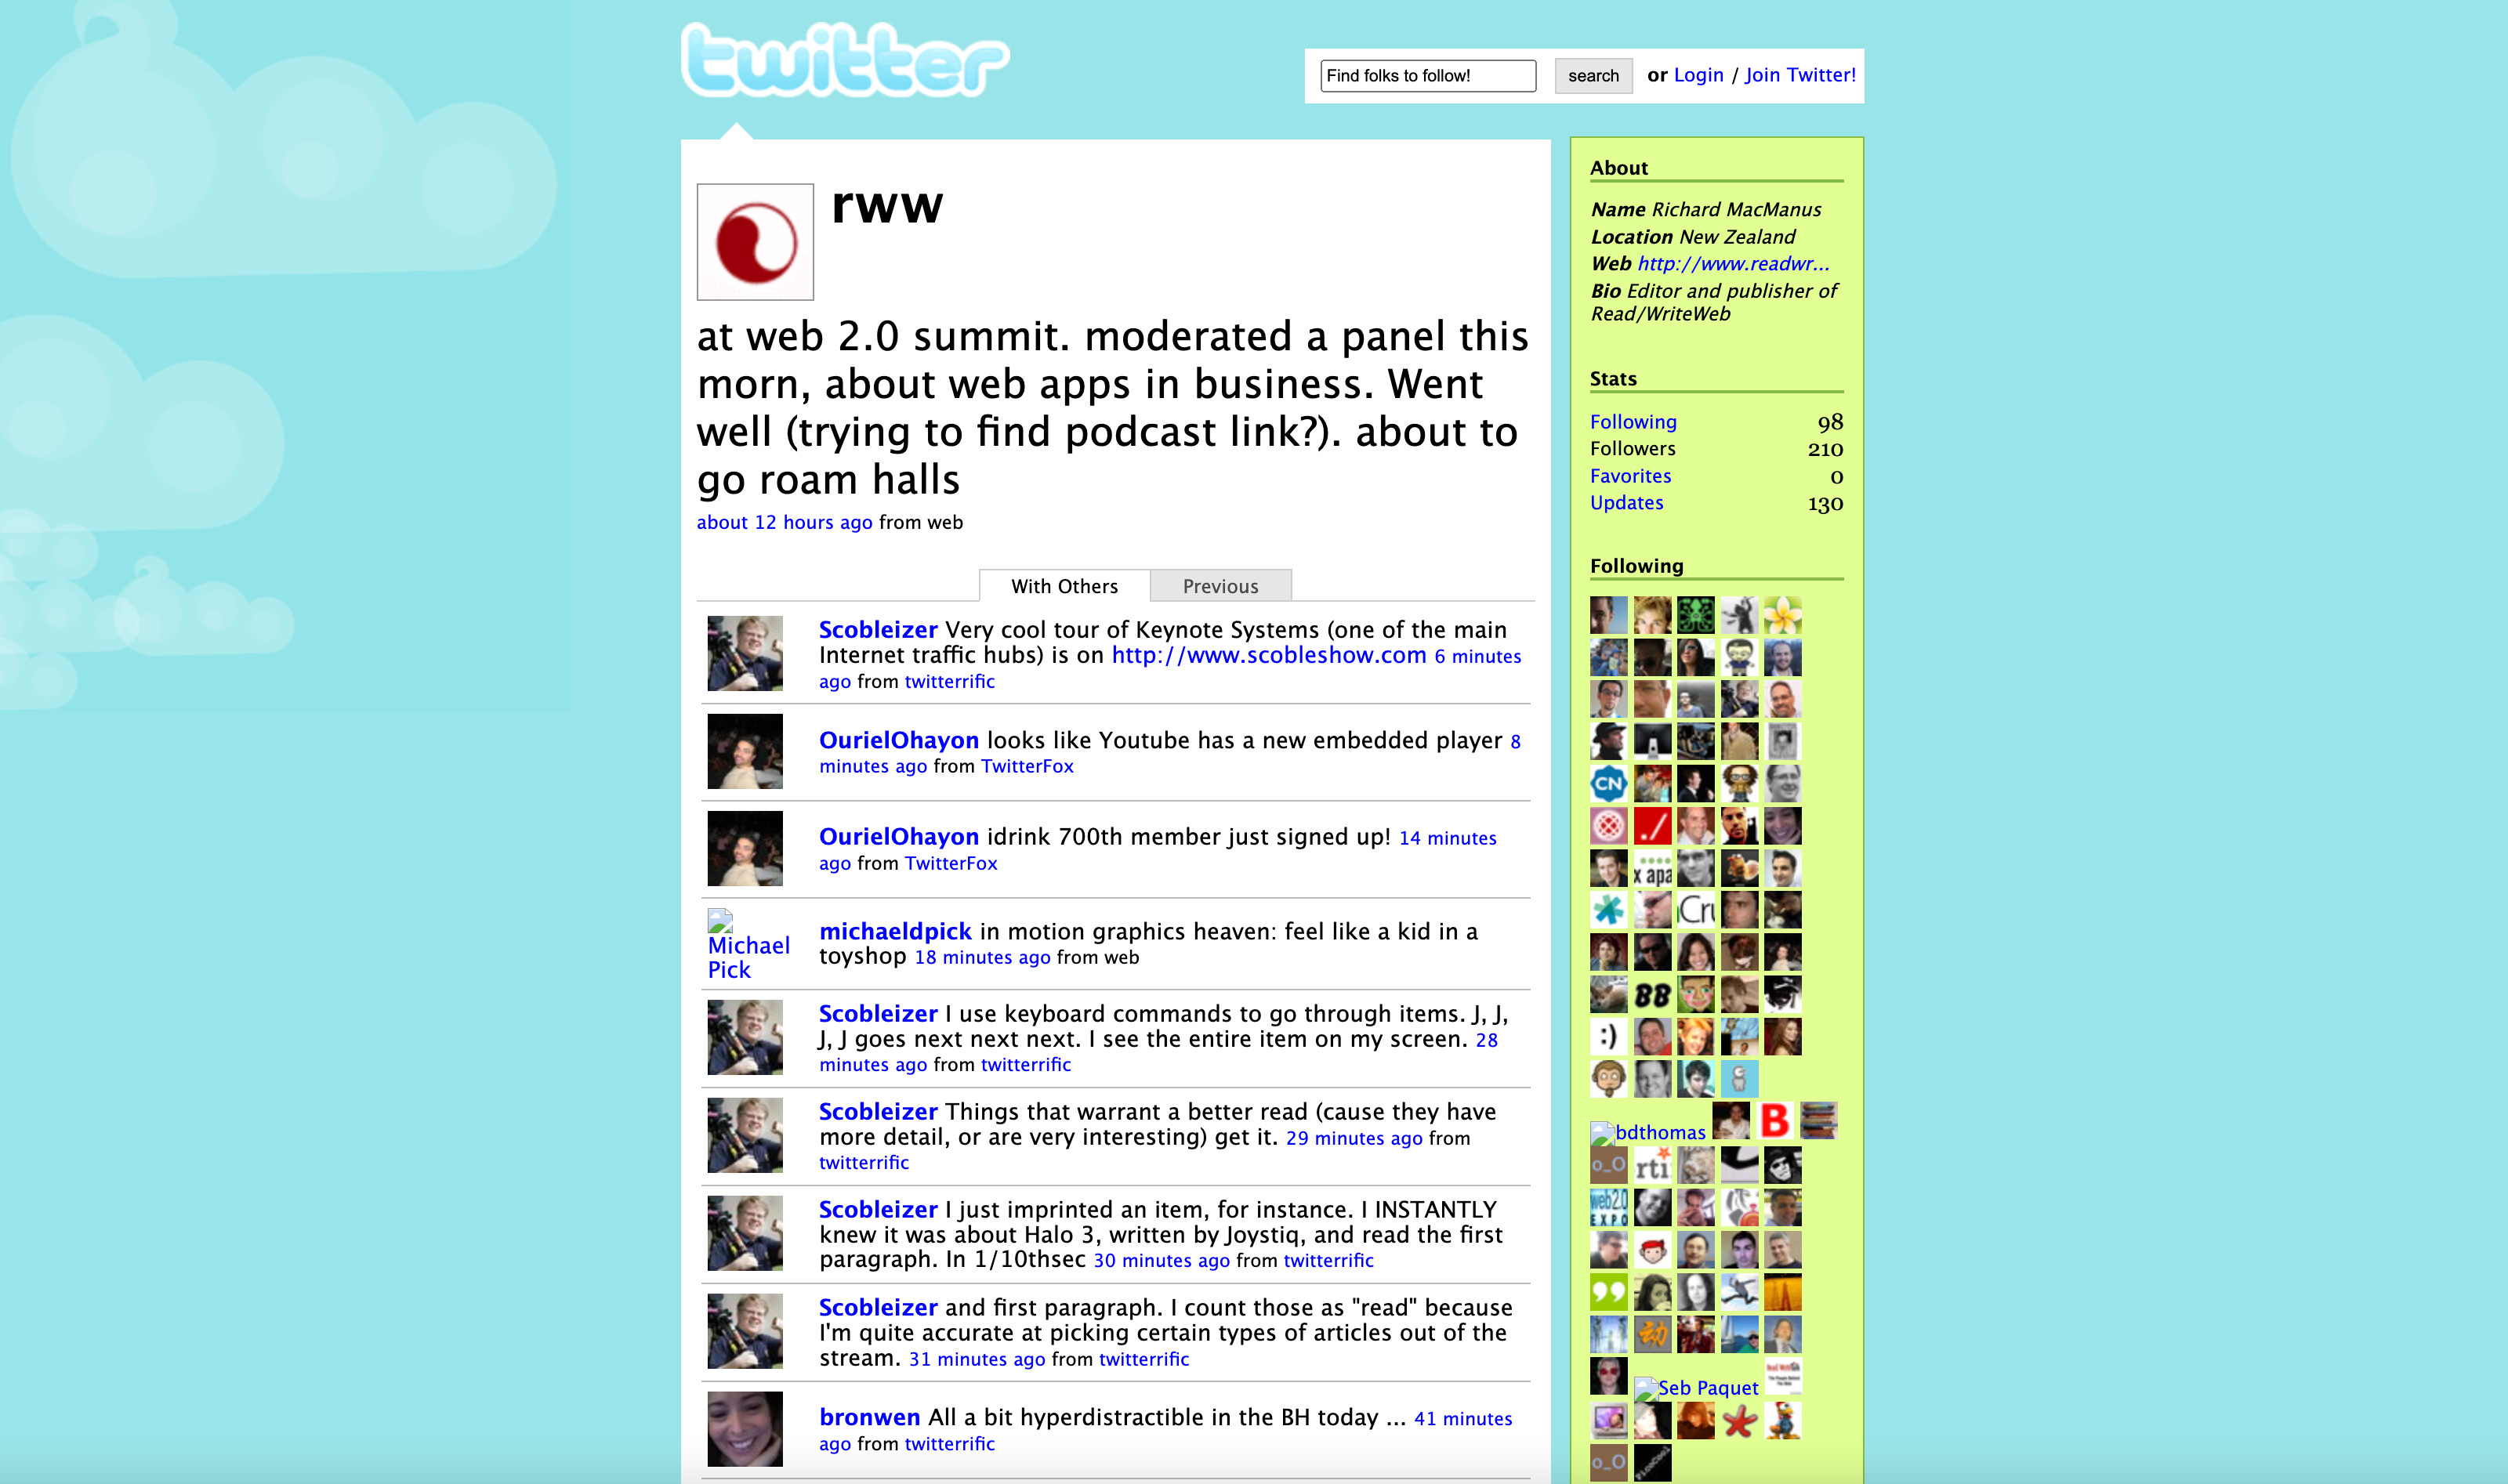 twitter
Find folks to follow!
search
or Login / Join Twitter!
rww
at web 2.0 summit. moderated a panel this
morn, about web apps in business. Went
well (trying to find podcast link?). about to
go roam halls
about 12 hours ago from web
With Others
Previous
Scobleizer Very cool tour of Keynote Systems (one of the main
Internet traffic hubs) is on http://www.scobleshow.com 6 minutes
ago from twitterrific
OurielOhayon looks like Youtube has a new embedded player 8
minutes ago from TwitterFox
OurielOhayon idrink 700th member just signed up! 14 minutes
ago from TwitterFox
Michael
Pick
michaeldpick in motion graphics heaven: feel like a kid in a
toyshop 18 minutes ago from web
Scobleizer I use keyboard commands to go through items. J, J,
J, J goes next next next. I see the entire item on my screen. 28
minutes ago from twitterrific
Scobleizer Things that warrant a better read (cause they have
more detail, or are very interesting) get it. 29 minutes ago from
twitterrific
Scobleizer I just imprinted an item, for instance. I INSTANTLY
knew it was about Halo 3, written by Joystiq, and read the first
paragraph. In 1/10thsec 30 minutes ago from twitterrific
Scobleizer and first paragraph. I count those as "read" because
I'm quite accurate at picking certain types of articles out of the
stream. 31 minutes ago from twitterrific
bronwen All a bit hyperdistractible in the BH today ... 41 minutes
ago from twitterrific
About
Name Richard MacManus
Location New Zealand
Web http://www.readwr...
Bio Editor and publisher of
Read/WriteWeb
Stats
Following 98
Followers 210
Favorites 0
Updates 130
Following
CN
./
x apa
Cru
BB
:)
bdthomas
B
o_O
rti
web2.0
EXPO
动
Seb Paquet
o_O